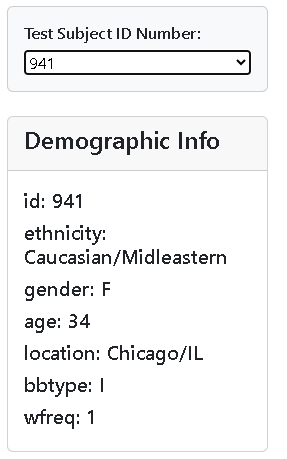 Test Subject ID Number:
941
Demographic Info
id: 941
ethnicity:
Caucasian/Midleastern
gender: F
age: 34
location: Chicago/IL
bbtype: I
wfreq: 1